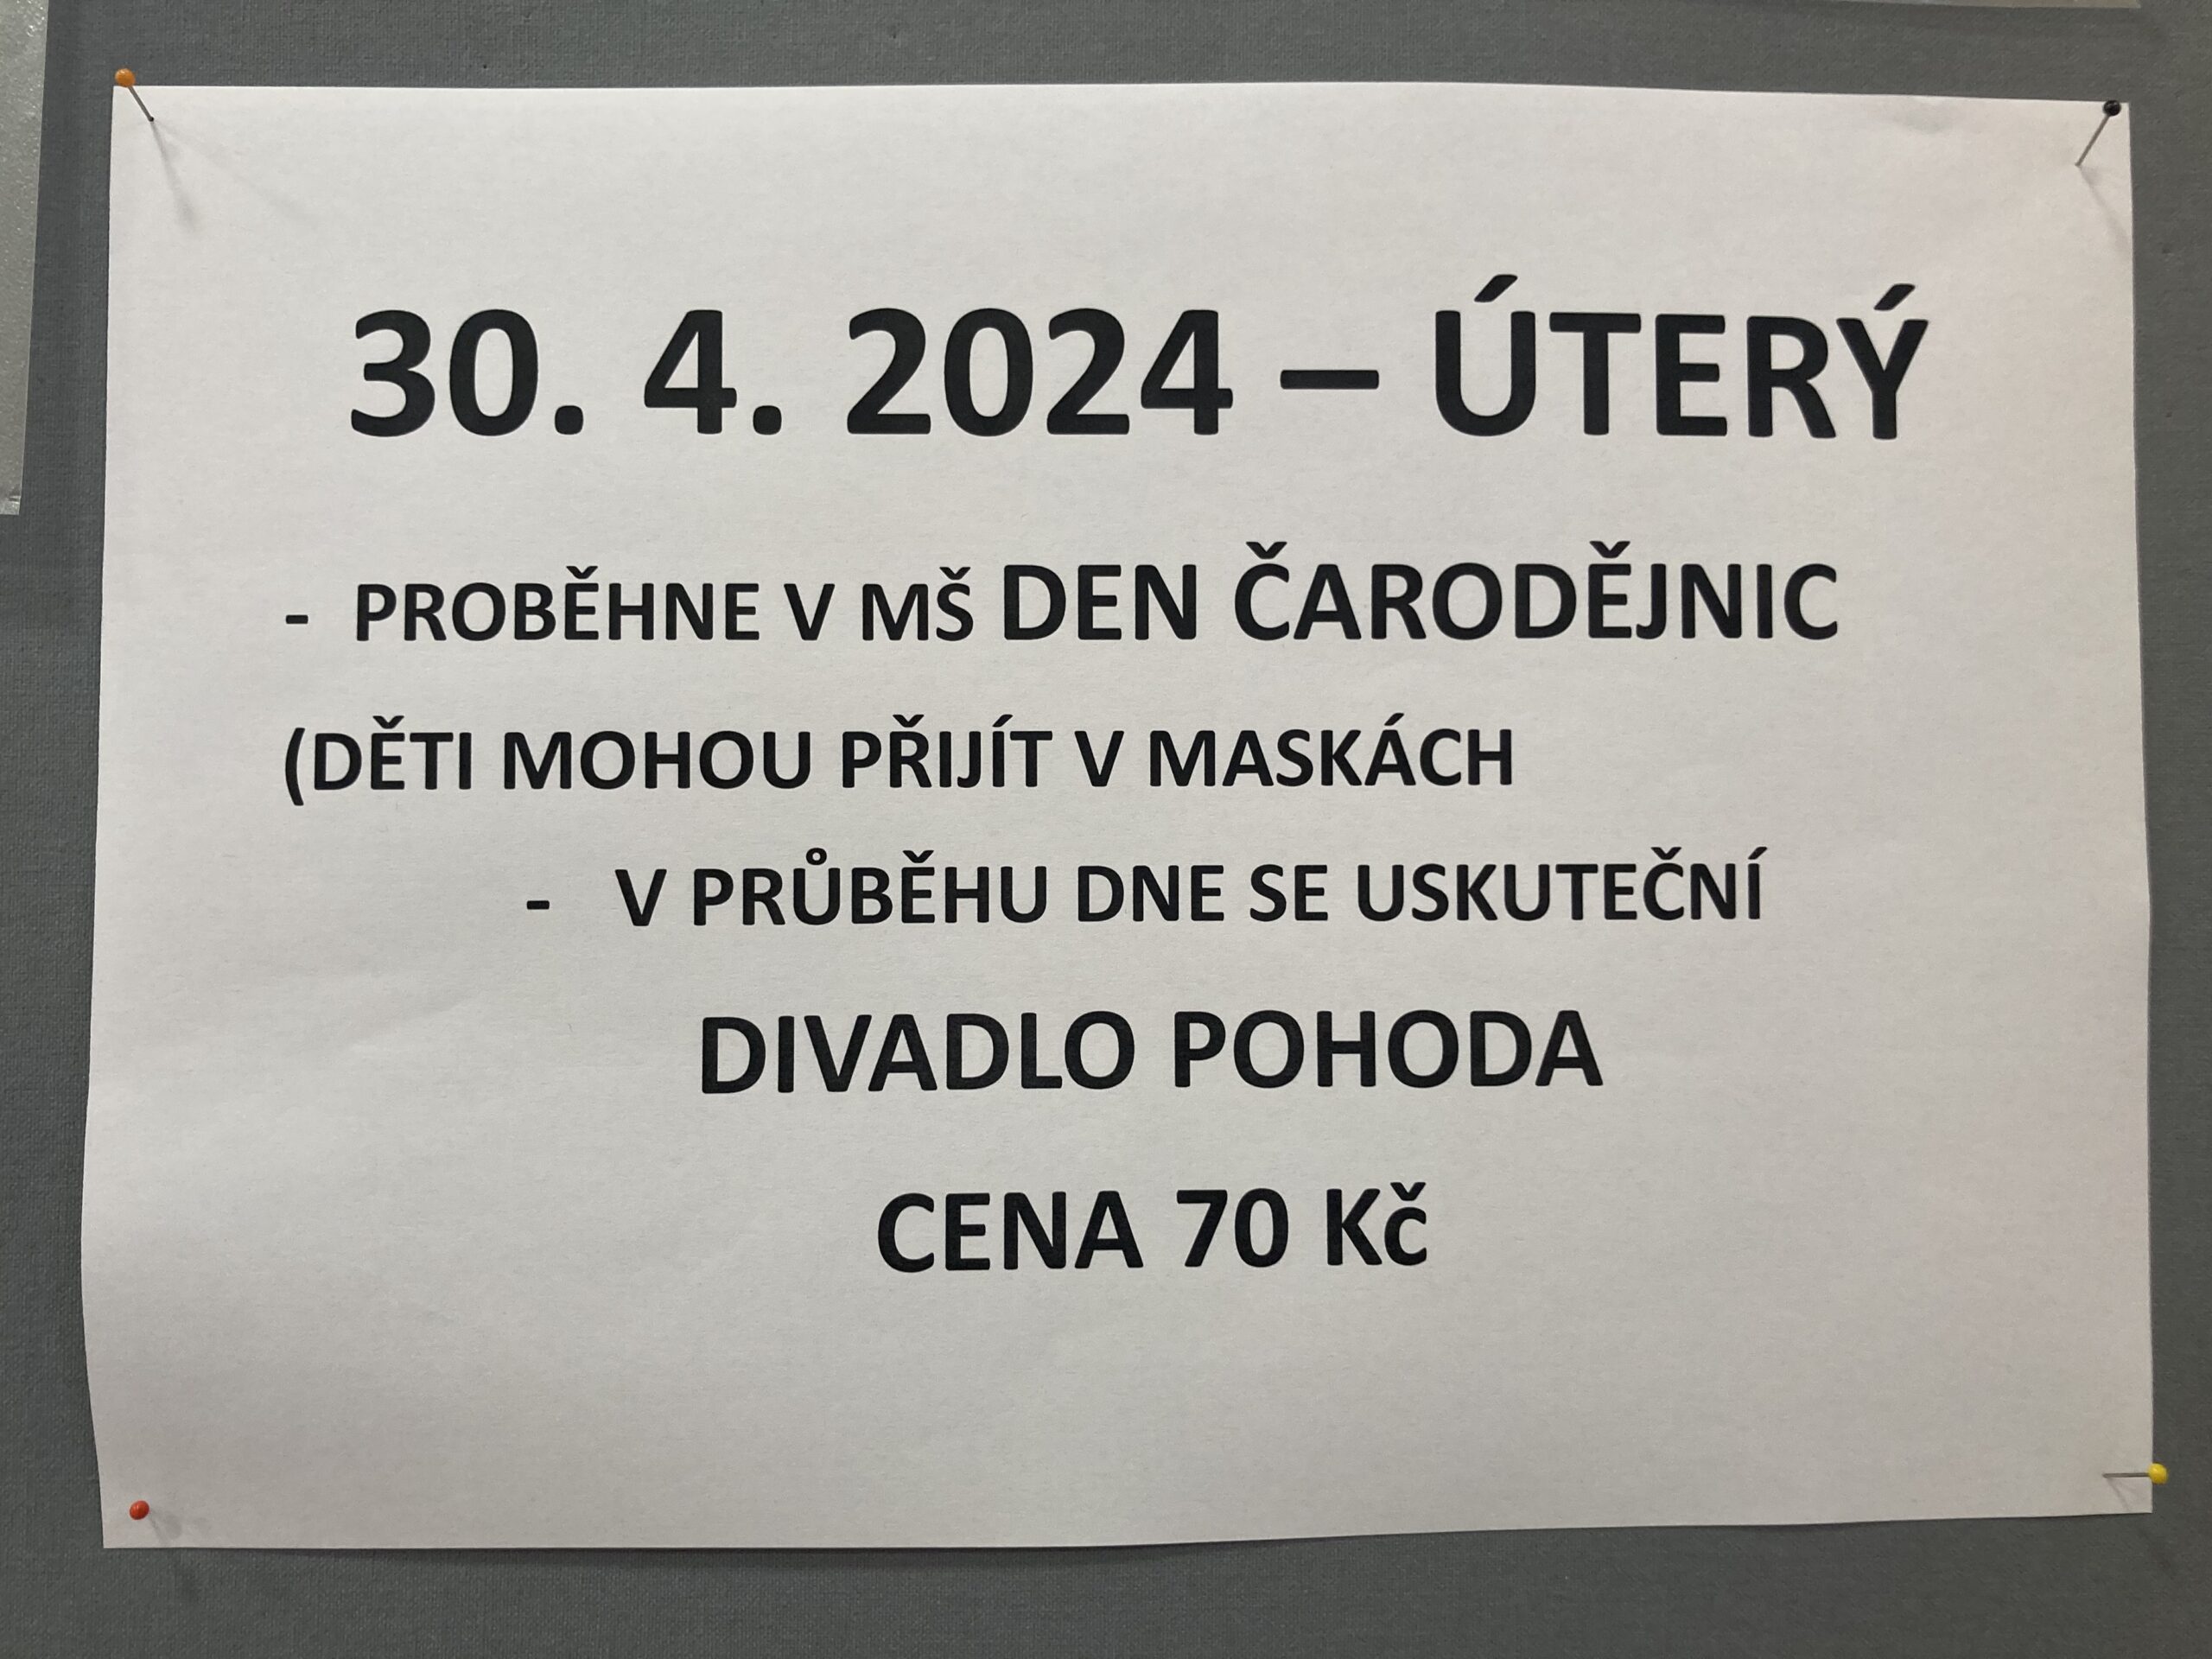 30. 4. 2024 – ÚTERÝ
- PROBĚHNE V MŠ DEN ČARODĚJNIC
(DĚTI MOHOU PŘIJÍT V MASKÁCH
- V PRŮBĚHU DNE SE USKUTEČNÍ
DIVADLO POHODA
CENA 70 Kč